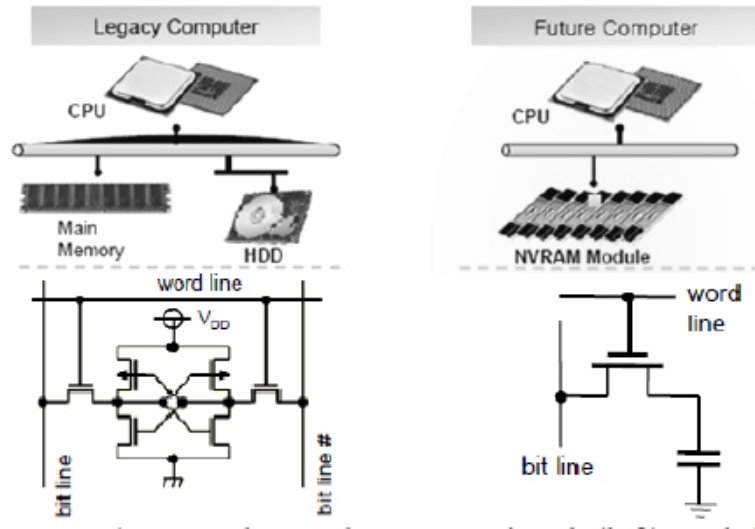 Legacy Computer
Future Computer
CPU
CPU
Main
Memory
HDD
NVRAM Module
word line
VDD
bit line
bit line #
word
line
bit line